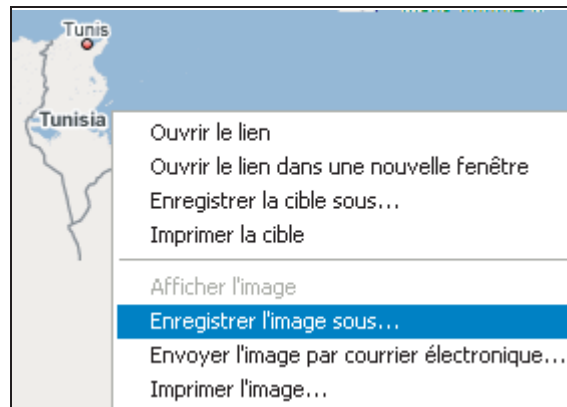 Tunis
Tunisia
Ouvrir le lien
Ouvrir le lien dans une nouvelle fenêtre
Enregistrer la cible sous...
Imprimer la cible
Afficher l'image
Enregistrer l'image sous...
Envoyer l'image par courrier électronique...
Imprimer l'image...